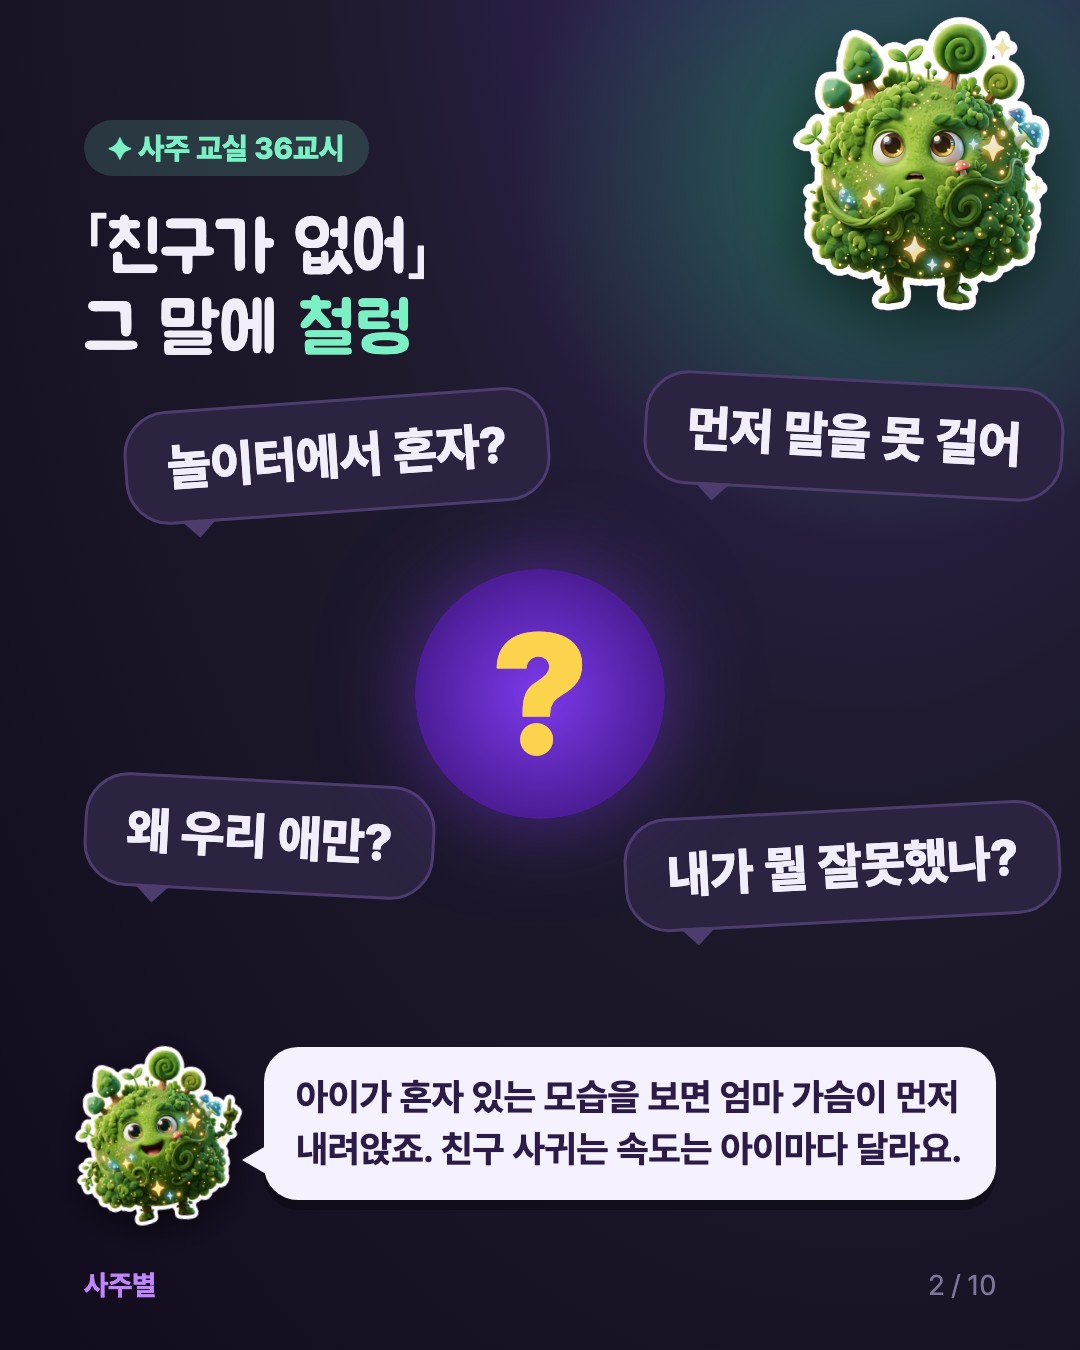 ✦ 사주 교실 36교시
「친구가 없어」
그 말에 철렁
놀이터에서 혼자?
먼저 말을 못 걸어
?
왜 우리 애만?
내가 뭘 잘못했나?
아이가 혼자 있는 모습을 보면 엄마 가슴이 먼저
내려앉죠. 친구 사귀는 속도는 아이마다 달라요.
사주별
2 / 10